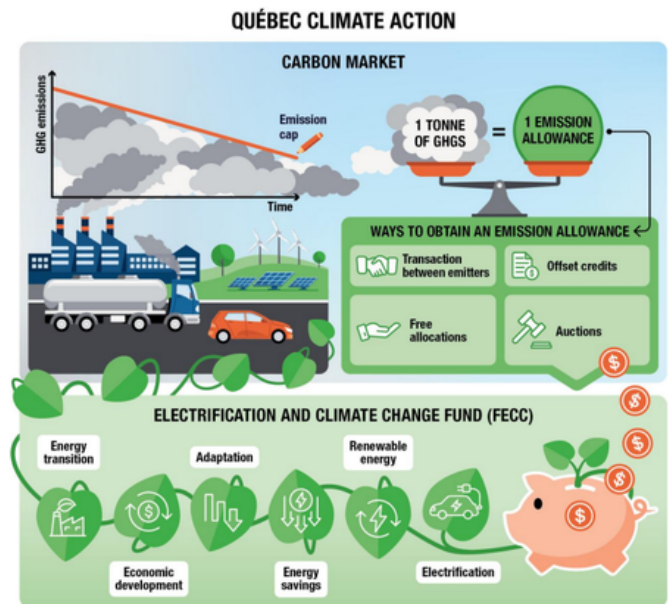 QUÉBEC CLIMATE ACTION
CARBON MARKET
GHG emissions
Emission
cap
Time
1 TONNE
OF GHGS
=
1 EMISSION
ALLOWANCE
WAYS TO OBTAIN AN EMISSION ALLOWANCE
Transaction
between emitters
Offset credits
Free
allocations
Auctions
$
$
$
$
$
ELECTRIFICATION AND CLIMATE CHANGE FUND (FECC)
Energy
transition
Adaptation
Renewable
energy
$
Economic
development
Energy
savings
Electrification